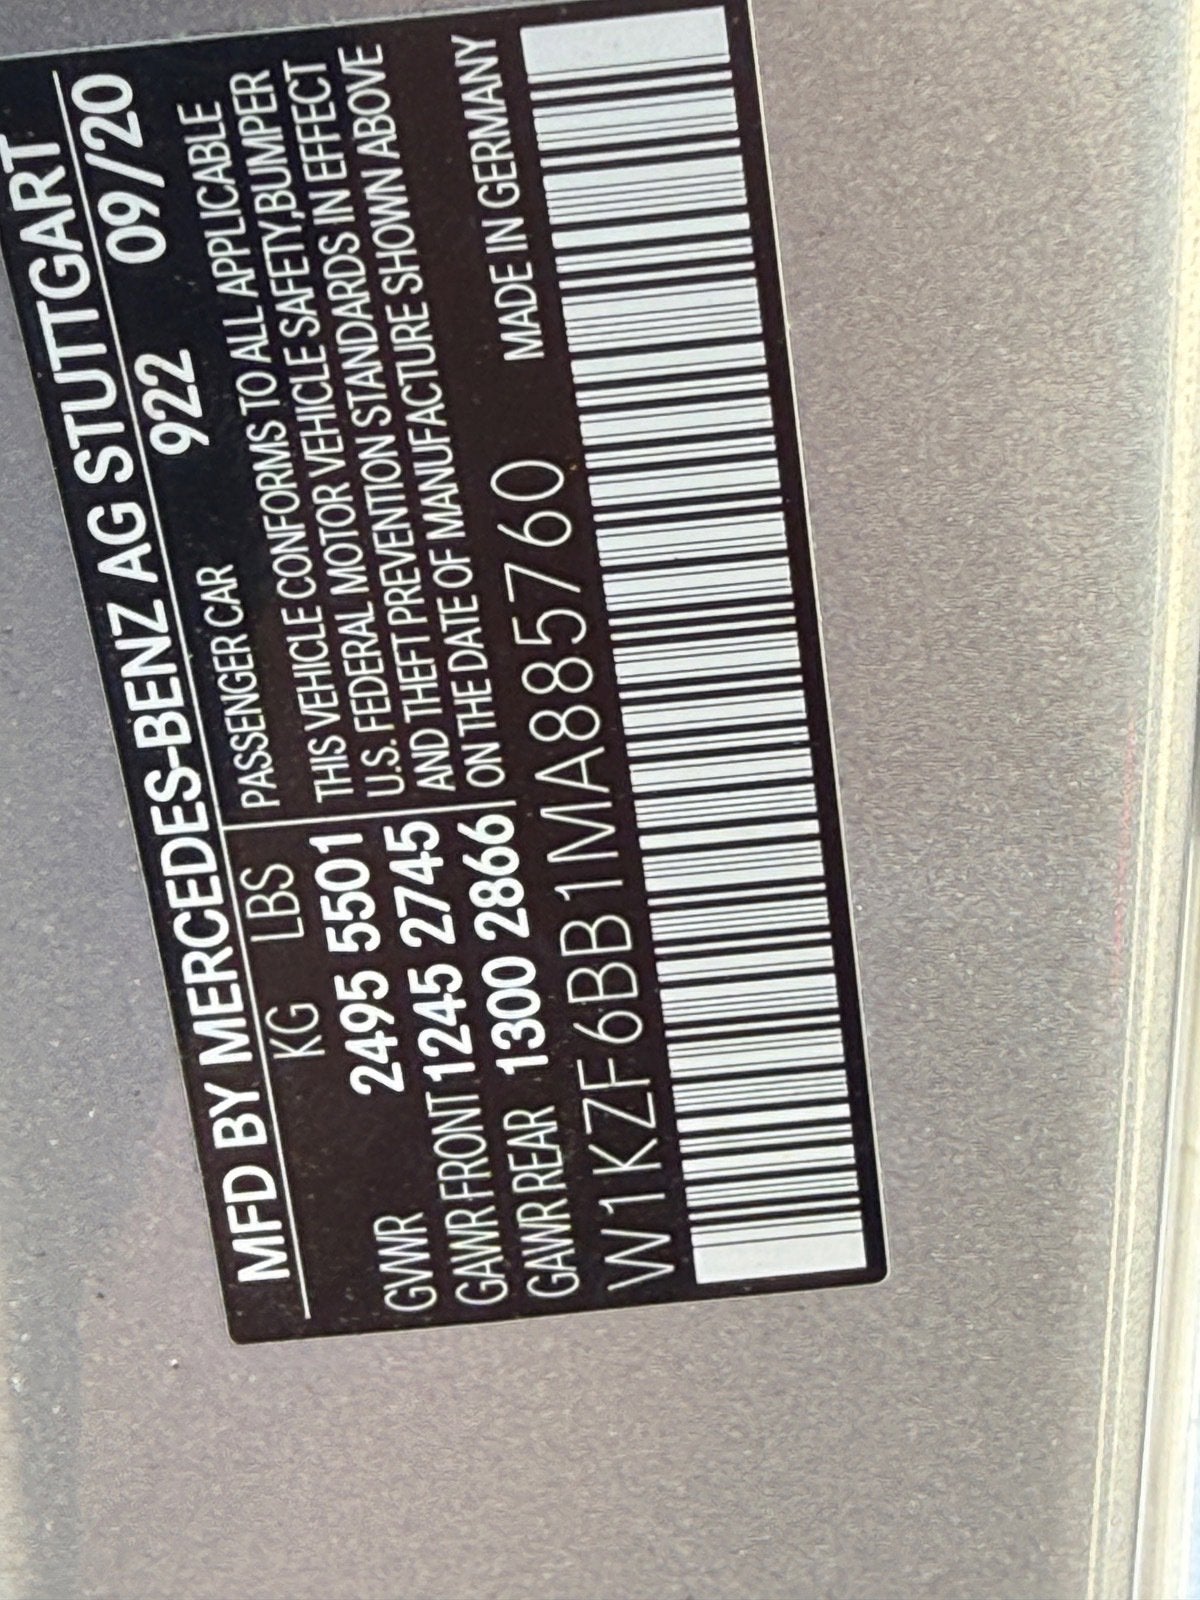 MFD BY MERCEDES-BENZ AG STUTTGART
922 09/20
KG LBS PASSENGER CAR
GWWR 2495 5501
GAWR FRONT 1245 2745
GAWR REAR 1300 2866
THIS VEHICLE CONFORMS TO ALL APPLICABLE
U.S. FEDERAL MOTOR VEHICLE SAFETY,BUMPER
AND THEFT PREVENTION STANDARDS IN EFFECT
ON THE DATE OF MANUFACTURE SHOWN ABOVE
W1KZF6BB1MA885760 MADE IN GERMANY